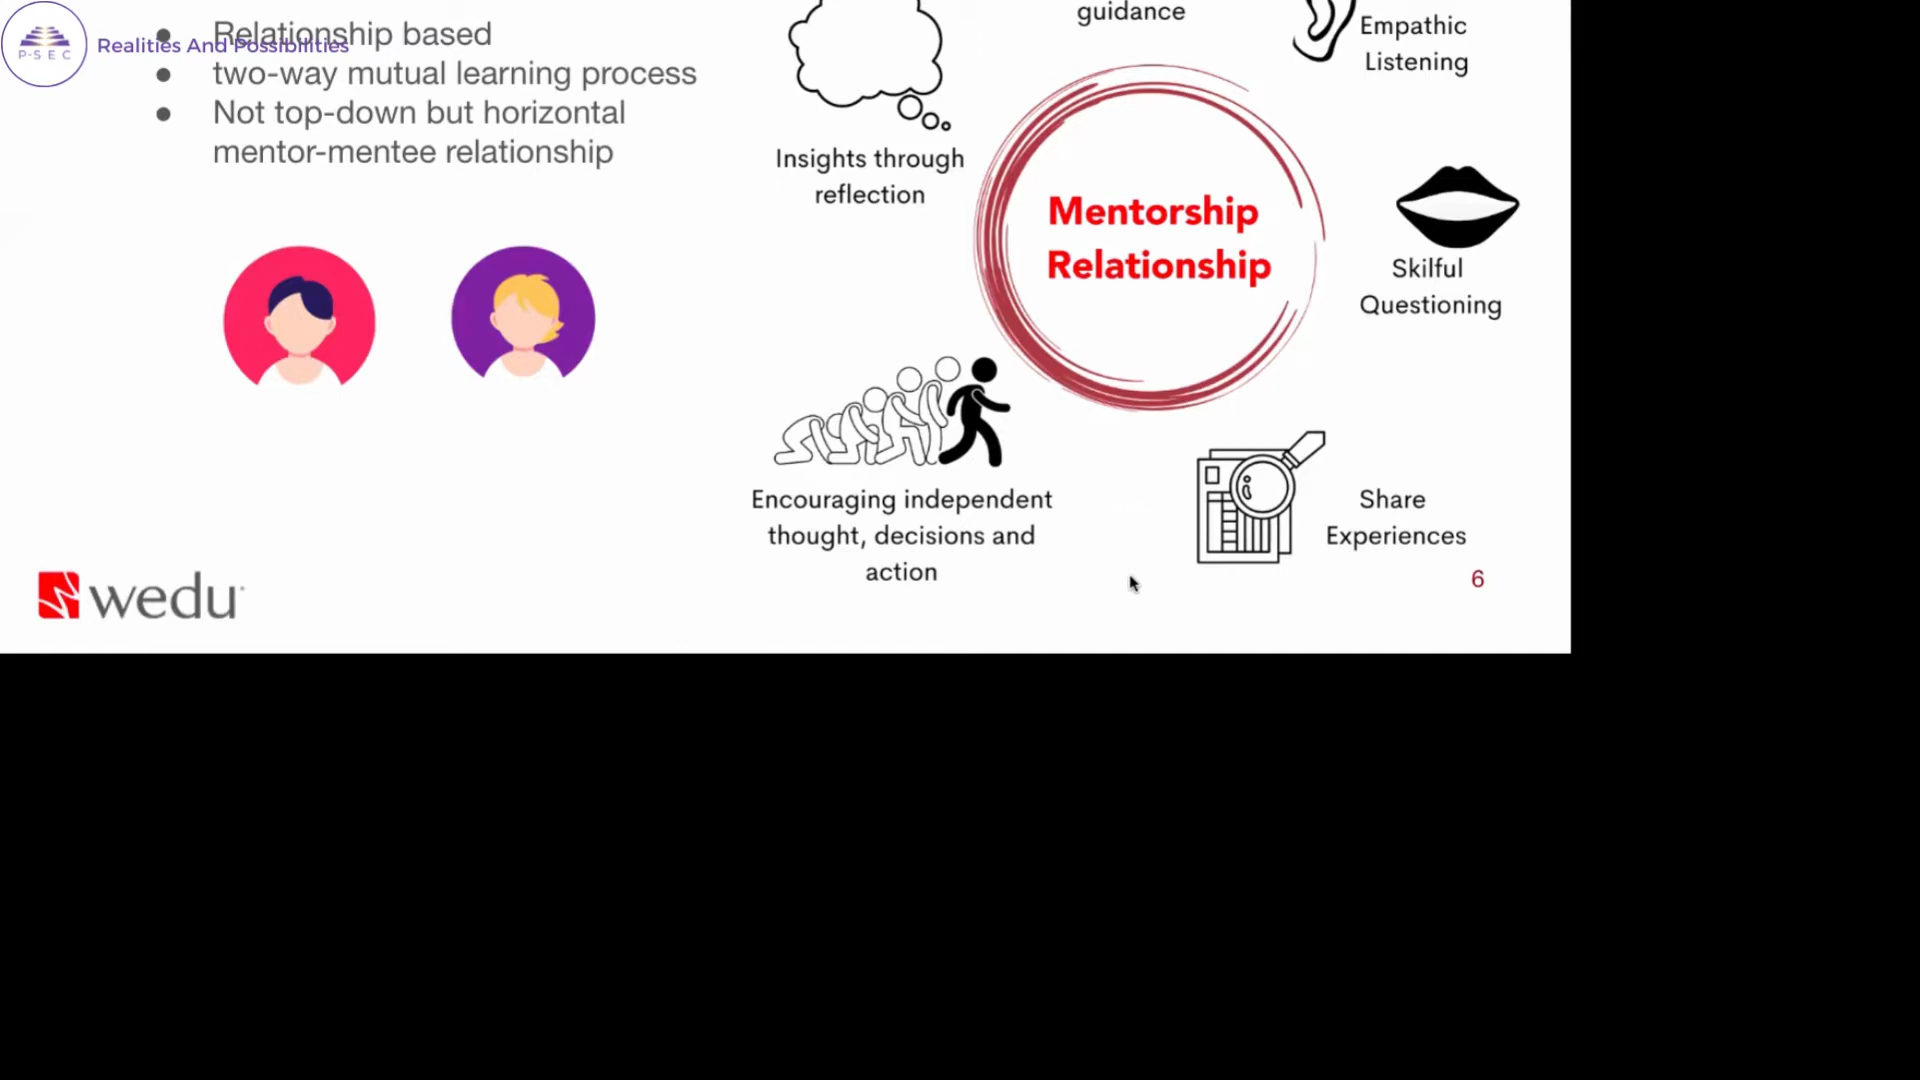 P-SEC
Realities And Possibilities
Relationship based
two-way mutual learning process
Not top-down but horizontal
mentor-mentee relationship
guidance
Empathic
Listening
Insights through
reflection
Mentorship
Relationship
Skilful
Questioning
Encouraging independent
thought, decisions and
action
Share
Experiences
wedu
6